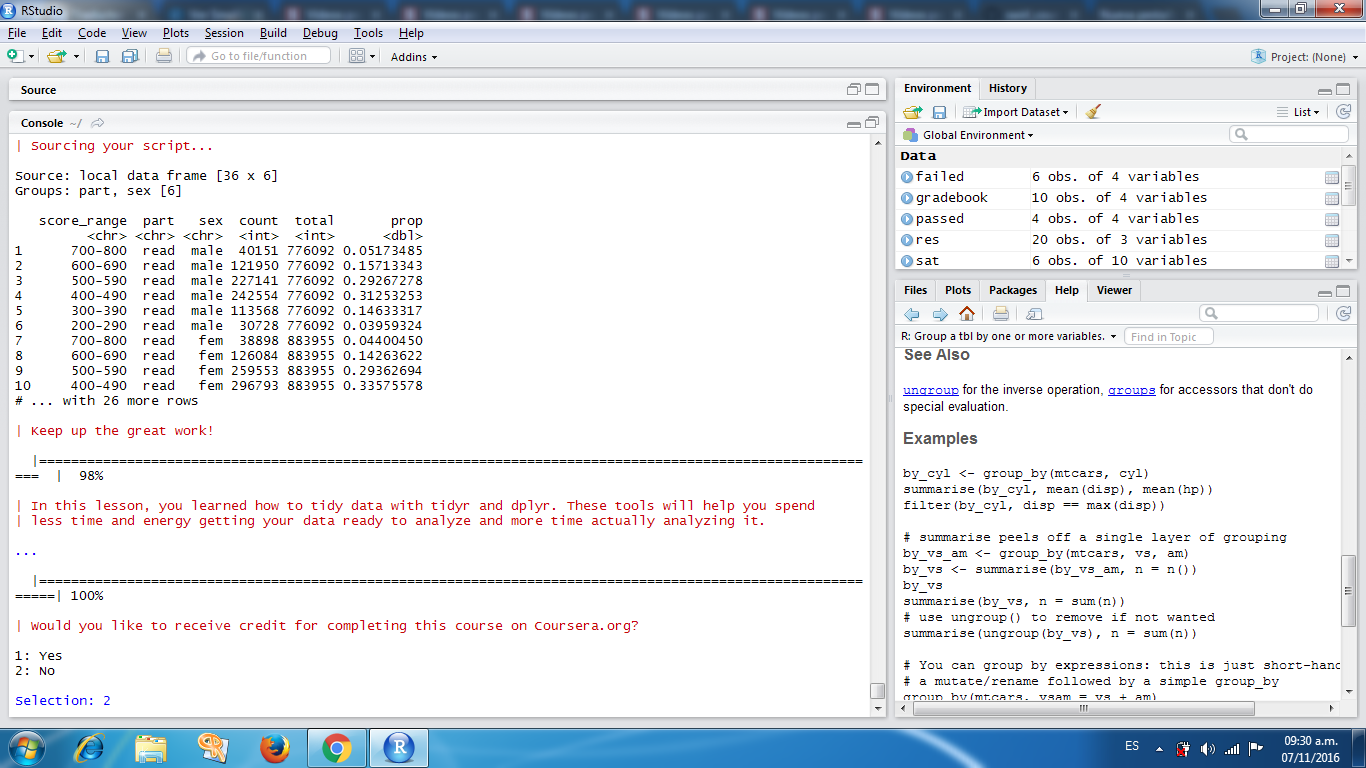 RStudio
File Edit Code View Plots Session Build Debug Tools Help
Go to file/function Addins Project: (None)
Source
Console ~/
| Sourcing your script...
Source: local data frame [36 x 6]
Groups: part, sex [6]
score_range part sex count total prop
<chr> <chr> <chr> <int> <int> <dbl>
1 700-800 read male 40151 776092 0.05173485
2 600-690 read male 121950 776092 0.15713343
3 500-590 read male 227141 776092 0.29267278
4 400-490 read male 242554 776092 0.31253253
5 300-390 read male 113568 776092 0.14633317
6 200-290 read male 30728 776092 0.03959324
7 700-800 read fem 38898 883955 0.04400450
8 600-690 read fem 126084 883955 0.14263622
9 500-590 read fem 259553 883955 0.29362694
10 400-490 read fem 296793 883955 0.33575578
# ... with 26 more rows
| Keep up the great work!
|===========================================================================================================
=== | 98%
| In this lesson, you learned how to tidy data with tidyr and dplyr. These tools will help you spend
| less time and energy getting your data ready to analyze and more time actually analyzing it.
...
|===========================================================================================================
=====| 100%
| Would you like to receive credit for completing this course on Coursera.org?
1: Yes
2: No
Selection: 2
Environment History
Import Dataset List
Global Environment
Data
failed 6 obs. of 4 variables
gradebook 10 obs. of 4 variables
passed 4 obs. of 4 variables
res 20 obs. of 3 variables
sat 6 obs. of 10 variables
Files Plots Packages Help Viewer
R: Group a tbl by one or more variables. Find in Topic
See Also
ungroup for the inverse operation, groups for accessors that don't do
special evaluation.
Examples
by_cyl <- group_by(mtcars, cyl)
summarise(by_cyl, mean(disp), mean(hp))
filter(by_cyl, disp == max(disp))
# summarise peels off a single layer of grouping
by_vs_am <- group_by(mtcars, vs, am)
by_vs <- summarise(by_vs_am, n = n())
by_vs
summarise(by_vs, n = sum(n))
# use ungroup() to remove if not wanted
summarise(ungroup(by_vs), n = sum(n))
# You can group by expressions: this is just short-hand
# a mutate/rename followed by a simple group_by
group_by(mtcars, vsam = vs + am)
ES 09:30 a.m.
07/11/2016